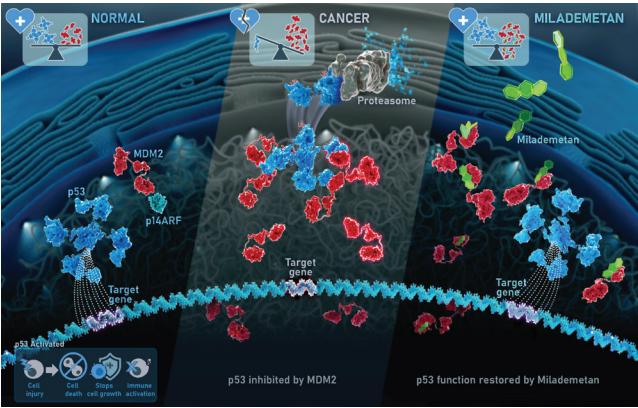 NORMAL
CANCER
MILADEMETAN
Proteasome
Milademetan
MDM2
p53
p14ARF
Target
gene
Target
gene
Target
gene
p53 Activated
Cell
injury
Cell
death
Stops
cell growth
Immune
activation
p53 inhibited by MDM2
p53 function restored by Milademetan